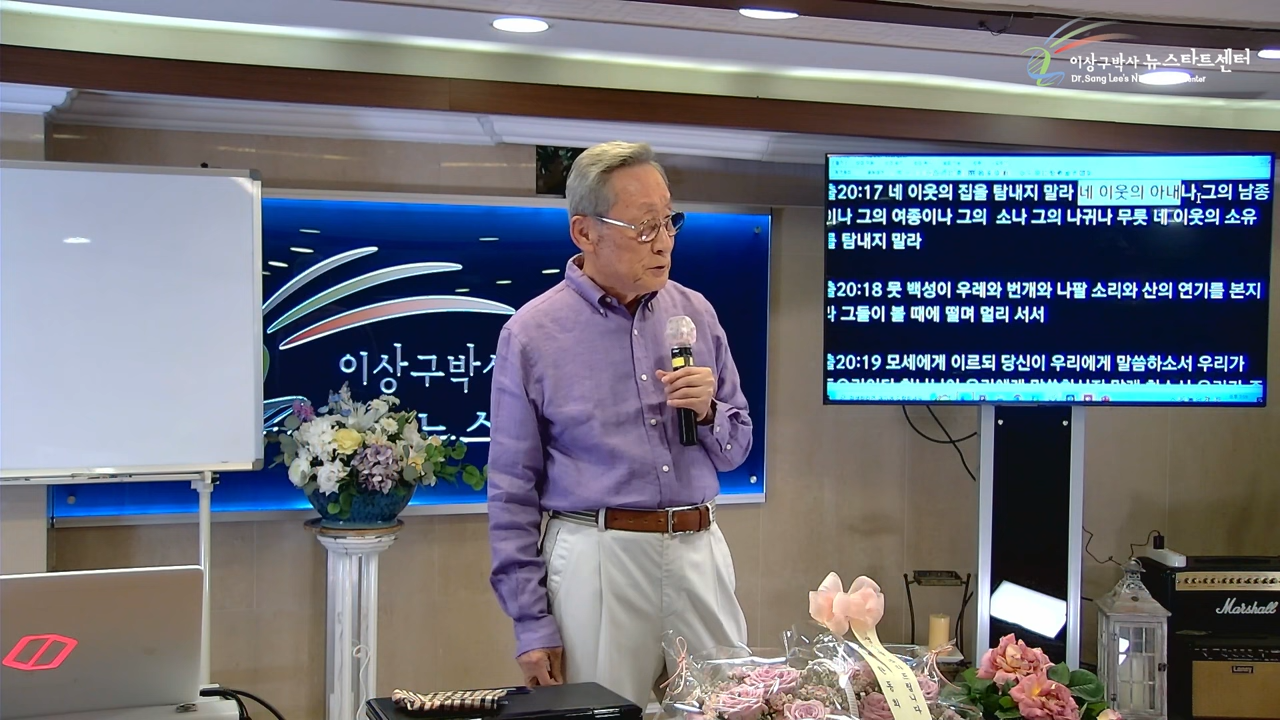 이상구박사 뉴스타트센터
Dr.Sang Lee's N
출20:17 네 이웃의 집을 탐내지 말라 네 이웃의 아내나 그의 남종
이나 그의 여종이나 그의 소나 그의 나귀나 무릇 네 이웃의 소유
를 탐내지 말라
출20:18 뭇 백성이 우레와 번개와 나팔 소리와 산의 연기를 본지
라 그들이 볼 때에 떨며 멀리 서서
출20:19 모세에게 이르되 당신이 우리에게 말씀하소서 우리가
이상구박사
뉴.스
Marshall
Laney